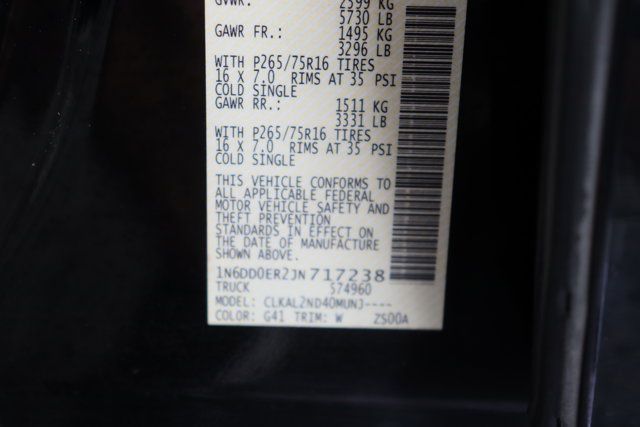 GVWR: 2599 KG
5730 LB
GAWR FR.: 1495 KG
3296 LB
WITH P265/75R16 TIRES
16 X 7.0 RIMS AT 35 PSI
COLD SINGLE
GAWR RR.: 1511 KG
3331 LB
WITH P265/75R16 TIRES
16 X 7.0 RIMS AT 35 PSI
COLD SINGLE
THIS VEHICLE CONFORMS TO
ALL APPLICABLE FEDERAL
MOTOR VEHICLE SAFETY AND
THEFT PREVENTION
STANDARDS IN EFFECT ON
THE DATE OF MANUFACTURE
SHOWN ABOVE.
1N6DD0ER2JN717238
TRUCK 574960
MODEL: CLKAL2ND40MUNJ----
COLOR: G41 TRIM: W ZS00A